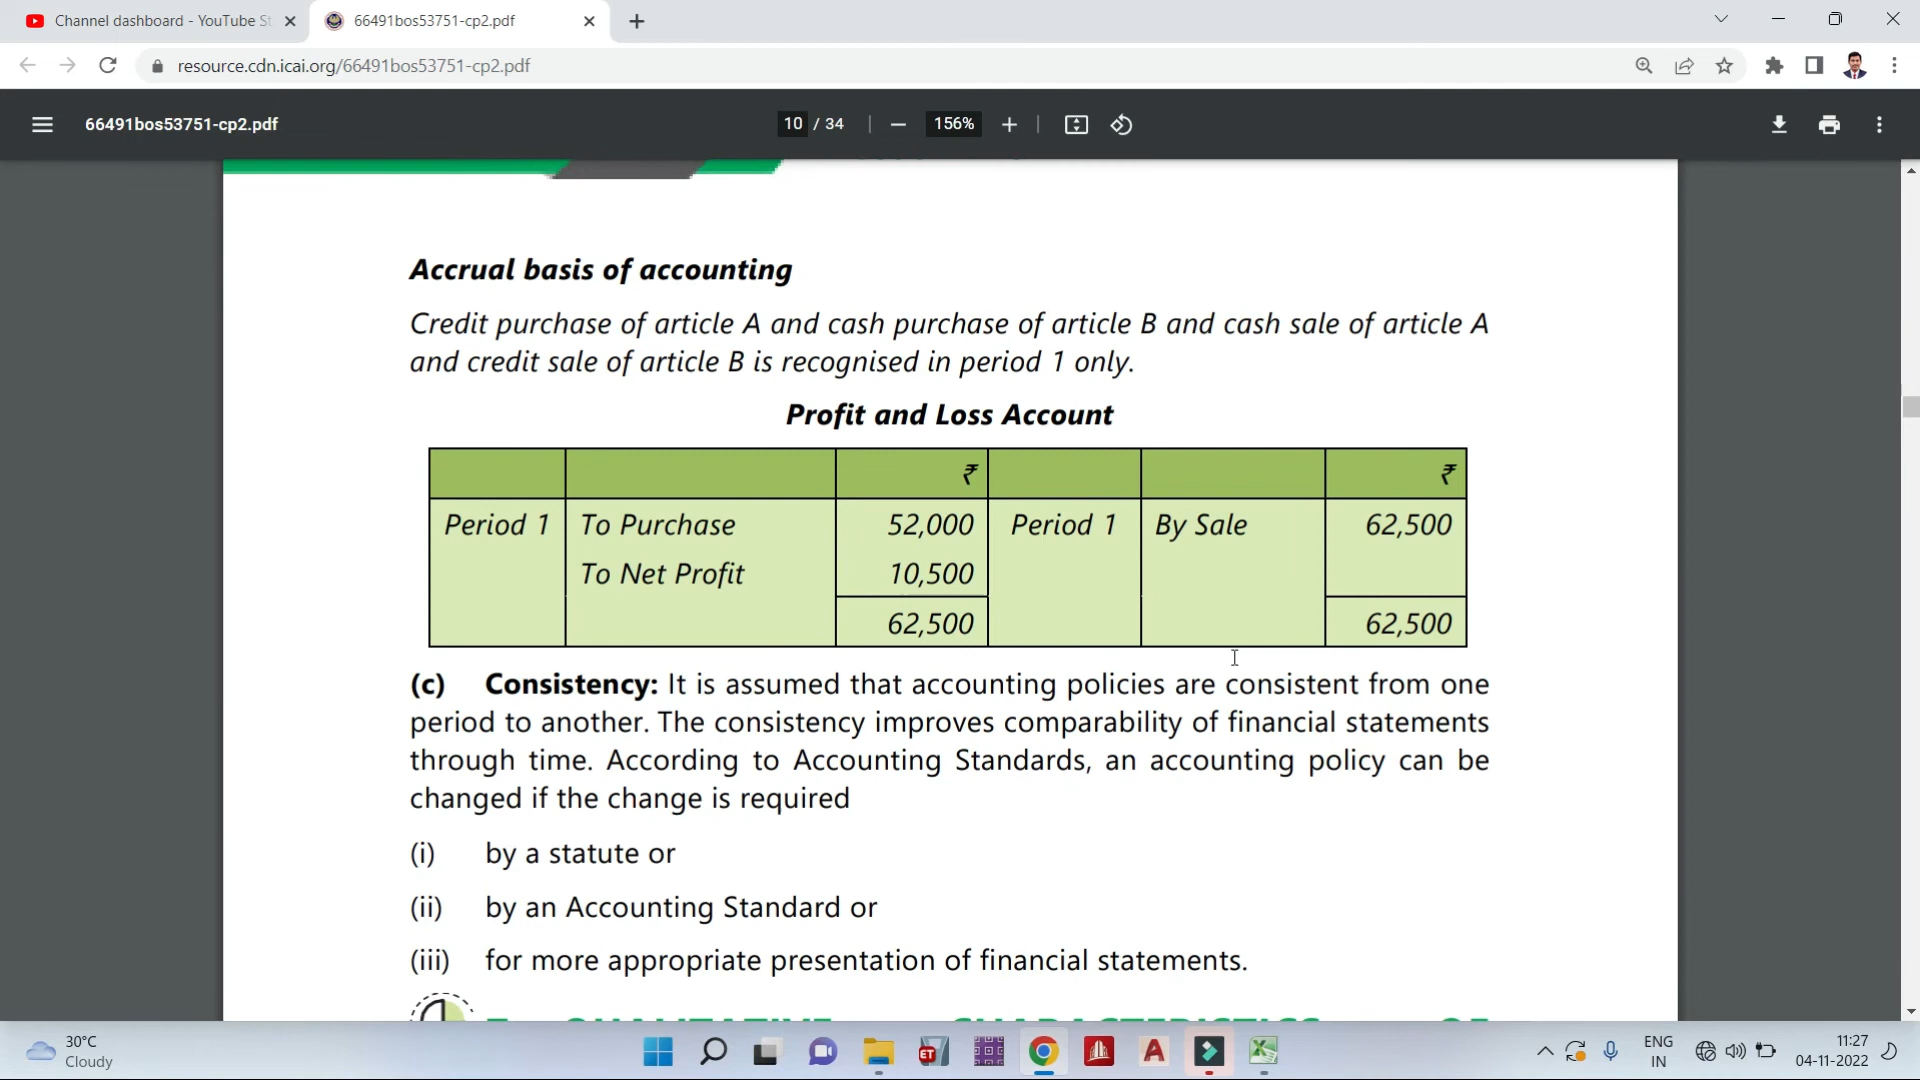 Channel dashboard - YouTube St
66491bos53751-cp2.pdf
resource.cdn.icai.org/66491bos53751-cp2.pdf
66491bos53751-cp2.pdf
10 / 34
156%
Accrual basis of accounting
Credit purchase of article A and cash purchase of article B and cash sale of article A
and credit sale of article B is recognised in period 1 only.
Profit and Loss Account
₹ ₹
Period 1 To Purchase 52,000 Period 1 By Sale 62,500
To Net Profit 10,500
62,500 62,500
(c) Consistency: It is assumed that accounting policies are consistent from one
period to another. The consistency improves comparability of financial statements
through time. According to Accounting Standards, an accounting policy can be
changed if the change is required
(i) by a statute or
(ii) by an Accounting Standard or
(iii) for more appropriate presentation of financial statements.
30°C
Cloudy
ET
ENG
IN
11:27
04-11-2022